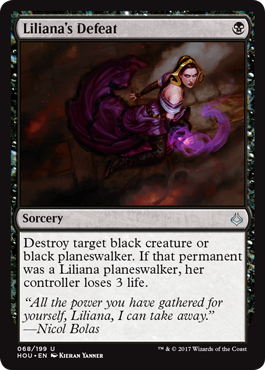 Liliana's Defeat
Sorcery
Destroy target black creature or
black planeswalker. If that permanent
was a Liliana planeswalker, her
controller loses 3 life.
“All the power you have gathered for
yourself, Liliana, I can take away.”
—Nicol Bolas
068/199 U
HOU • EN KIERAN YANNER
™ & © 2017 Wizards of the Coast